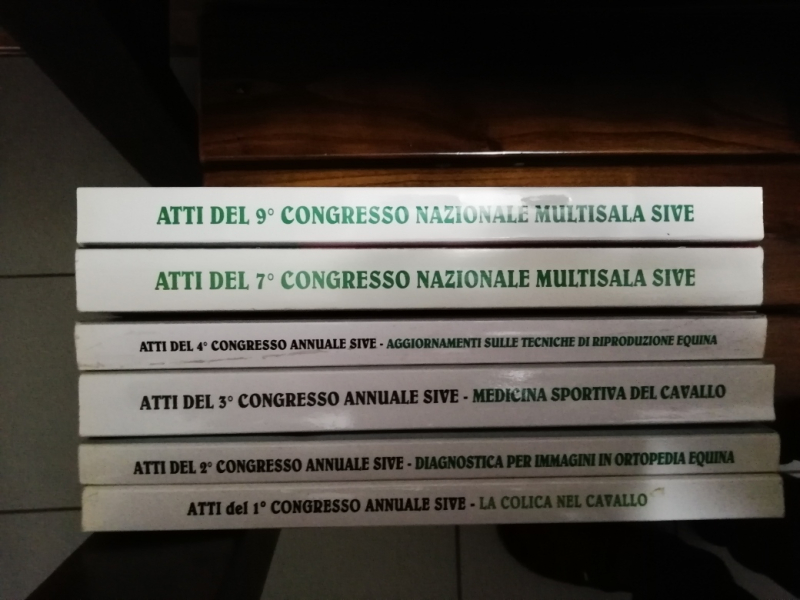 ATTI DEL 9° CONGRESSO NAZIONALE MULTISALA SIVE
ATTI DEL 7° CONGRESSO NAZIONALE MULTISALA SIVE
ATTI DEL 4° CONGRESSO ANNUALE SIVE - AGGIORNAMENTI SULLE TECNICHE DI RIPRODUZIONE EQUINA
ATTI DEL 3° CONGRESSO ANNUALE SIVE - MEDICINA SPORTIVA DEL CAVALLO
ATTI DEL 2° CONGRESSO ANNUALE SIVE - DIAGNOSTICA PER IMMAGINI IN ORTOPEDIA EQUINA
ATTI del 1° CONGRESSO ANNUALE SIVE - LA COLICA NEL CAVALLO